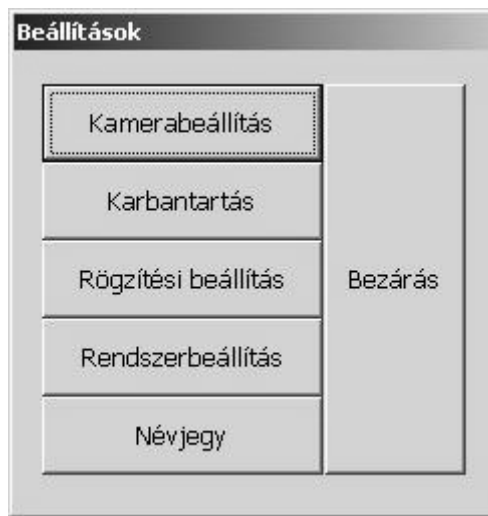 Beállítások
Kamerabeállítás
Karbantartás
Rögzítési beállítás
Bezárás
Rendszerbeállítás
Névjegy